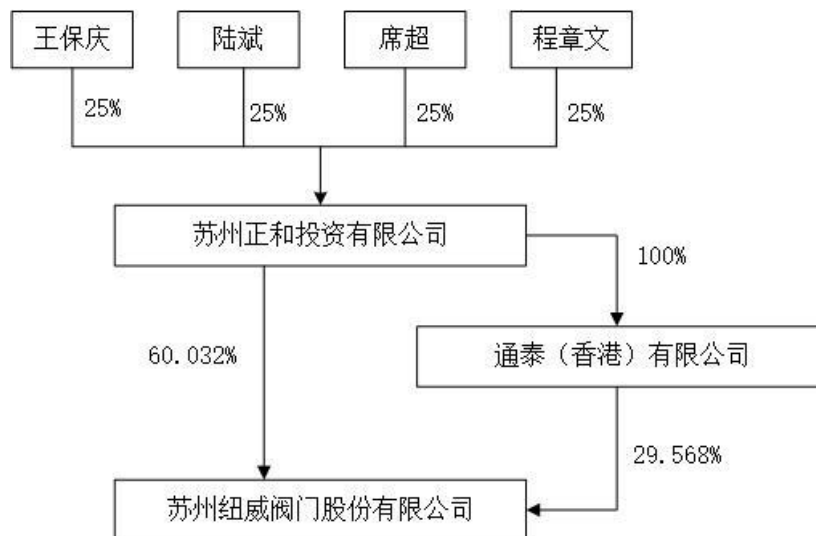 王保庆
陆斌
席超
程章文
25%
25%
25%
25%
苏州正和投资有限公司
100%
60.032%
通泰（香港）有限公司
29.568%
苏州纽威阀门股份有限公司